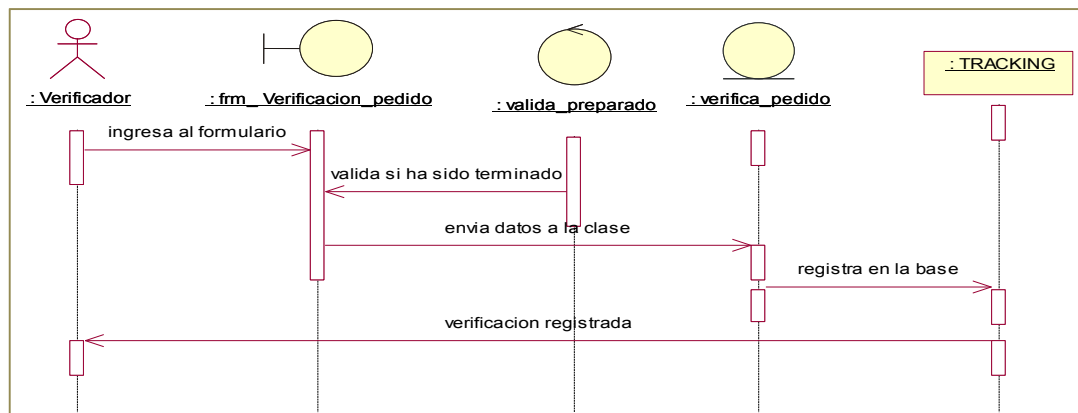 : Verificador
: frm_ Verificacion_pedido
: valida_preparado
: verifica_pedido
: TRACKING
ingresa al formulario
valida si ha sido terminado
envia datos a la clase
registra en la base
verificacion registrada